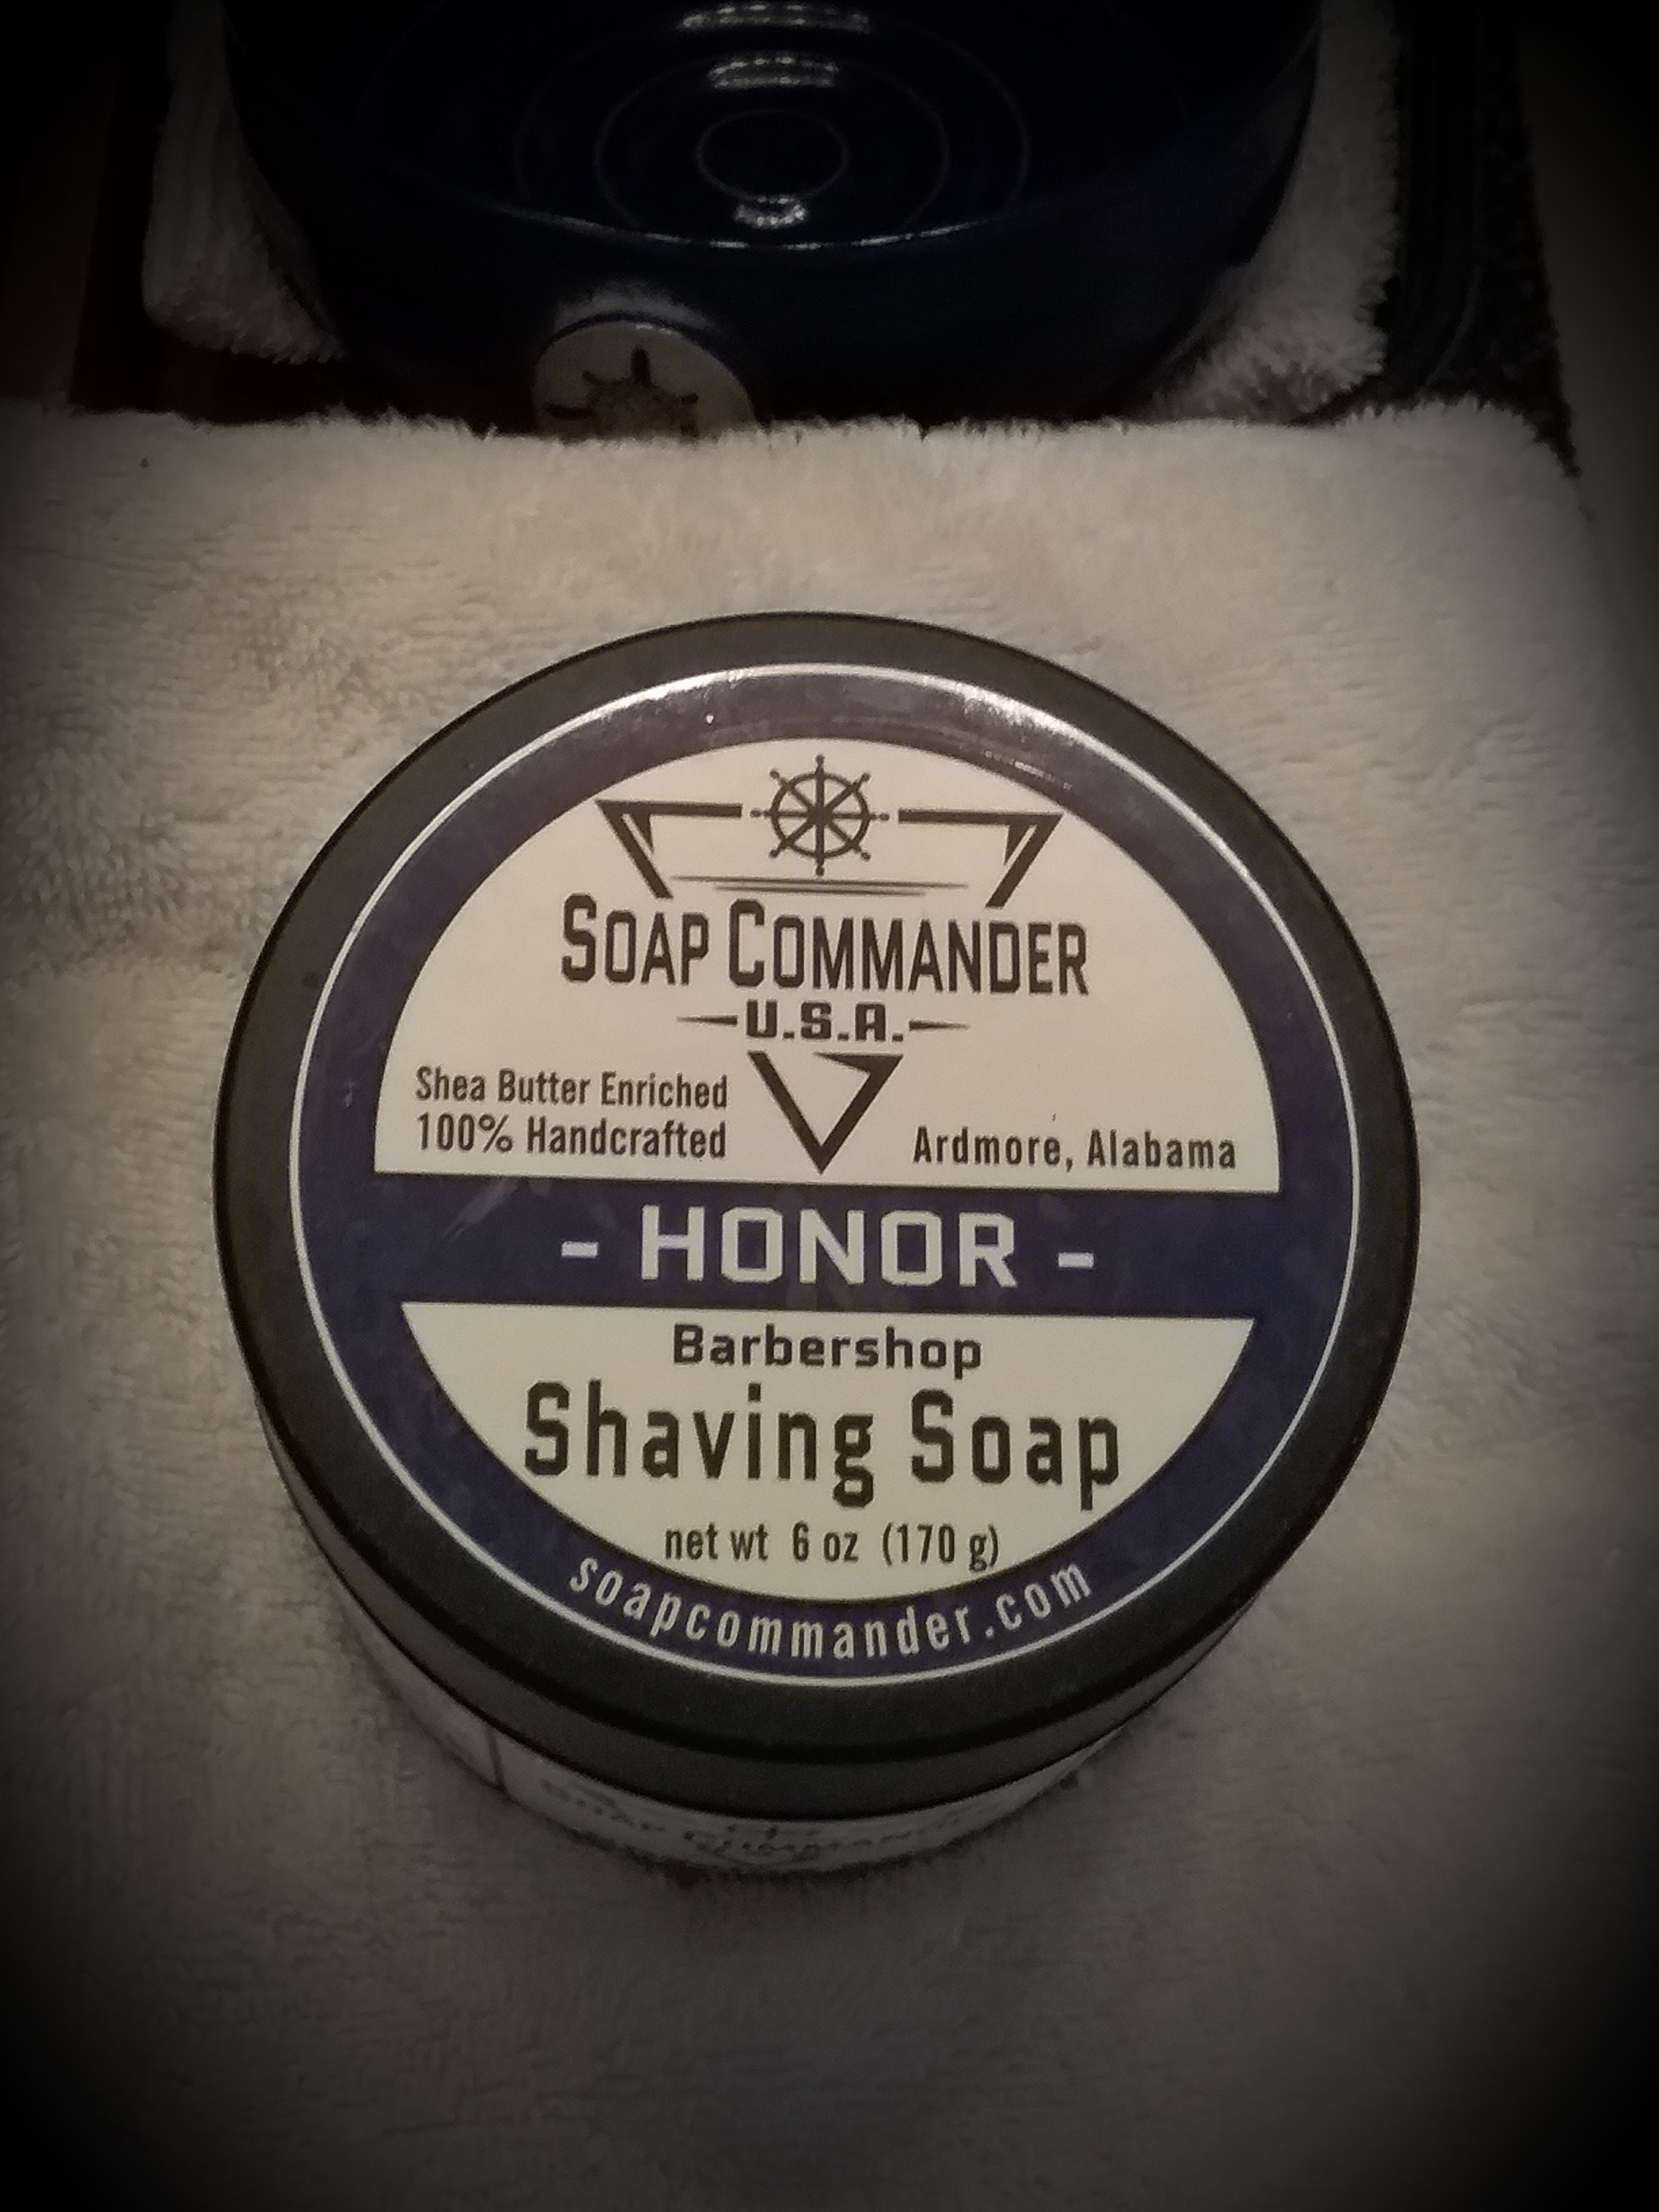 SOAP COMMANDER
U.S.A.
Shea Butter Enriched
100% Handcrafted
Ardmore, Alabama
- HONOR -
Barbershop
Shaving Soap
net wt 6 oz (170 g)
soapcommander.com